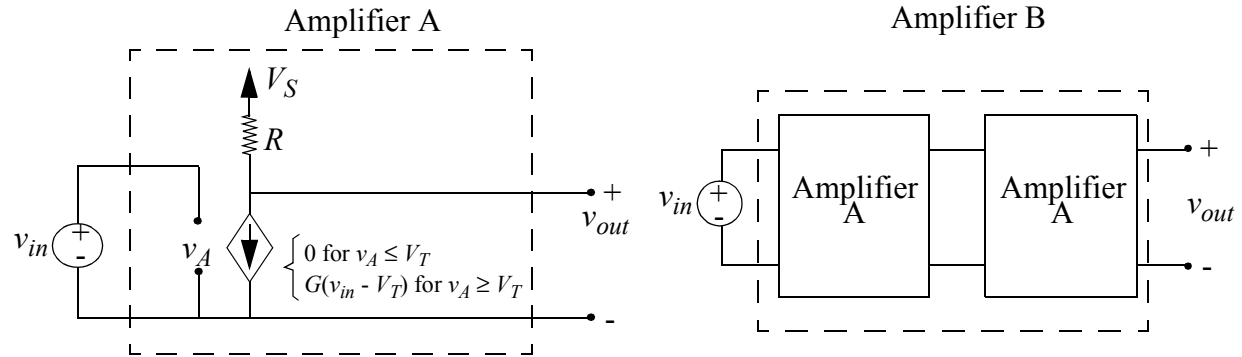 Amplifier A
V_S
R
v_in
+
-
v_A
0 for v_A ≤ V_T
G(v_in - V_T) for v_A ≥ V_T
+
v_out
-
Amplifier B
v_in
+
-
Amplifier
A
Amplifier
A
+
v_out
-